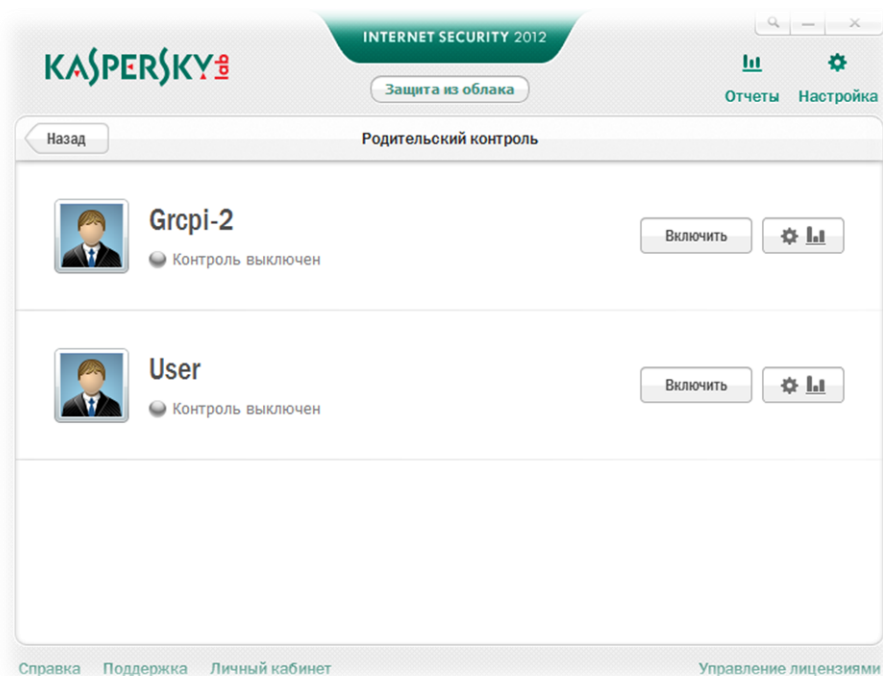 INTERNET SECURITY 2012
KASPERSKY lab
Защита из облака
Отчеты Настройка
Назад
Родительский контроль
Grcpi-2
Контроль выключен
Включить
User
Контроль выключен
Включить
Справка Поддержка Личный кабинет Управление лицензиями